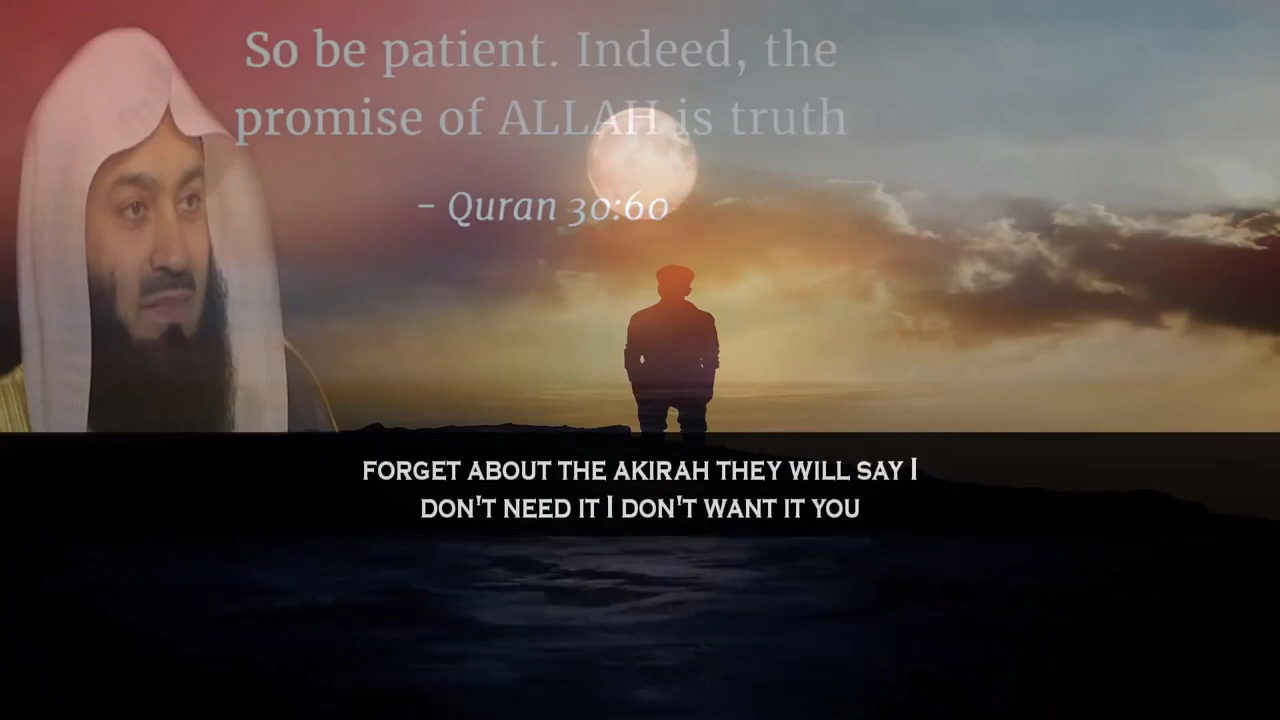 So be patient. Indeed, the
promise of ALLAH is truth
- Quran 30:60
FORGET ABOUT THE AKIRAH THEY WILL SAY I
DON'T NEED IT I DON'T WANT IT YOU